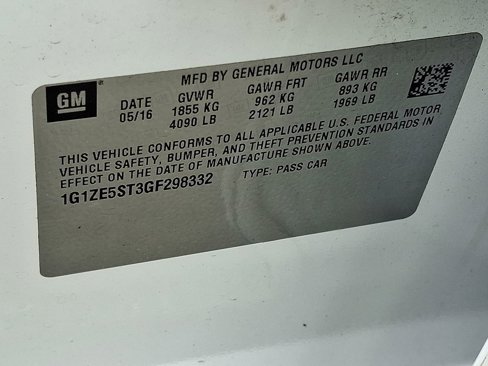 MFD BY GENERAL MOTORS LLC
GM DATE GVWR GAWR FRT GAWR RR
05/16 1855 KG 962 KG 893 KG
4090 LB 2121 LB 1969 LB
THIS VEHICLE CONFORMS TO ALL APPLICABLE U.S. FEDERAL MOTOR
VEHICLE SAFETY, BUMPER, AND THEFT PREVENTION STANDARDS IN
EFFECT ON THE DATE OF MANUFACTURE SHOWN ABOVE.
1G1ZE5ST3GF298332 TYPE: PASS CAR